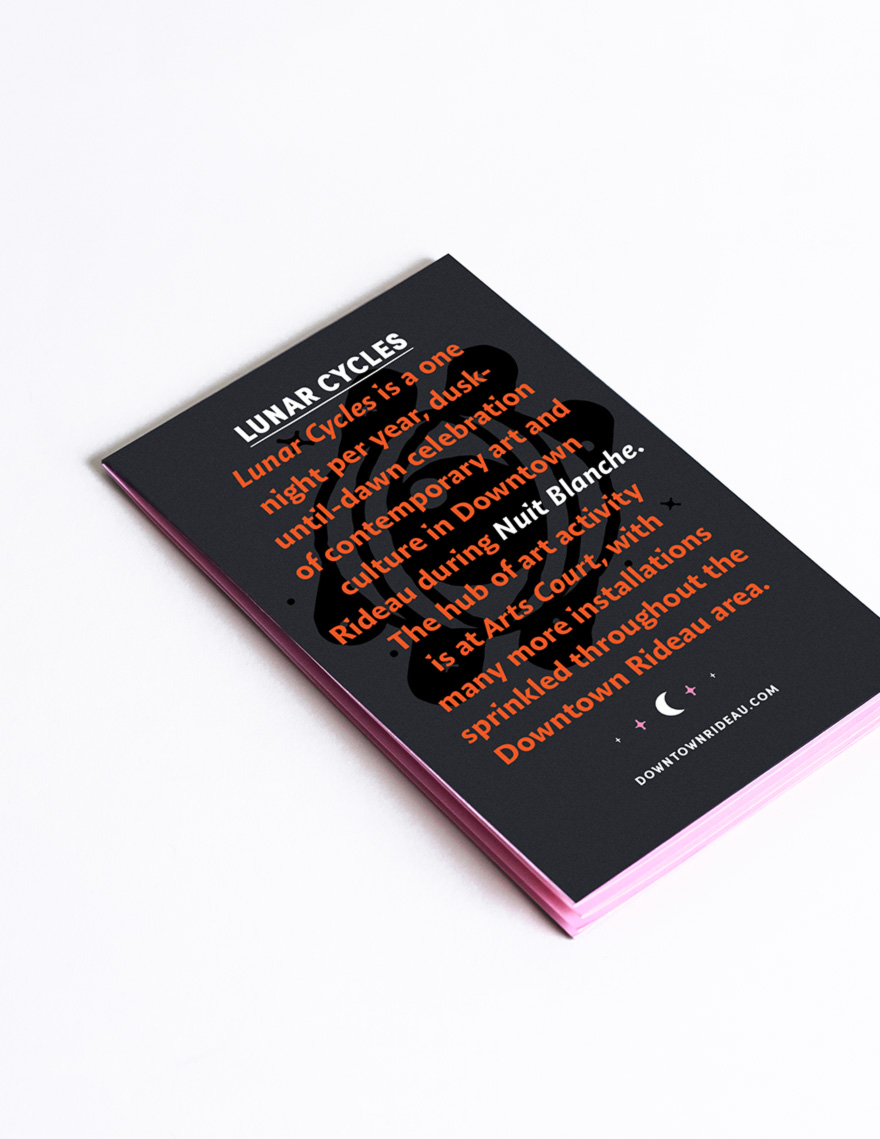 LUNAR CYCLES
Lunar Cycles is a one
night per year, dusk-
until-dawn celebration
of contemporary art and
culture in Downtown
Rideau during Nuit Blanche.
The hub of art activity
is at Arts Court, with
many more installations
sprinkled throughout the
Downtown Rideau area.
DOWNTOWNRIDEAU.COM